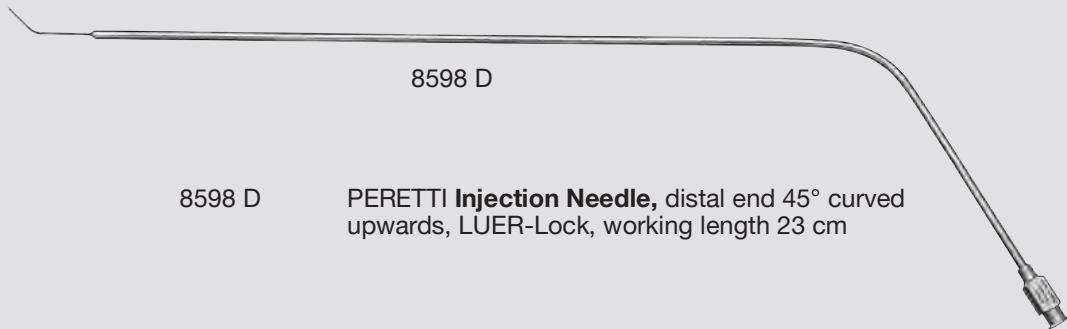 8598 D
8598 D PERETTI Injection Needle, distal end 45° curved
upwards, LUER-Lock, working length 23 cm